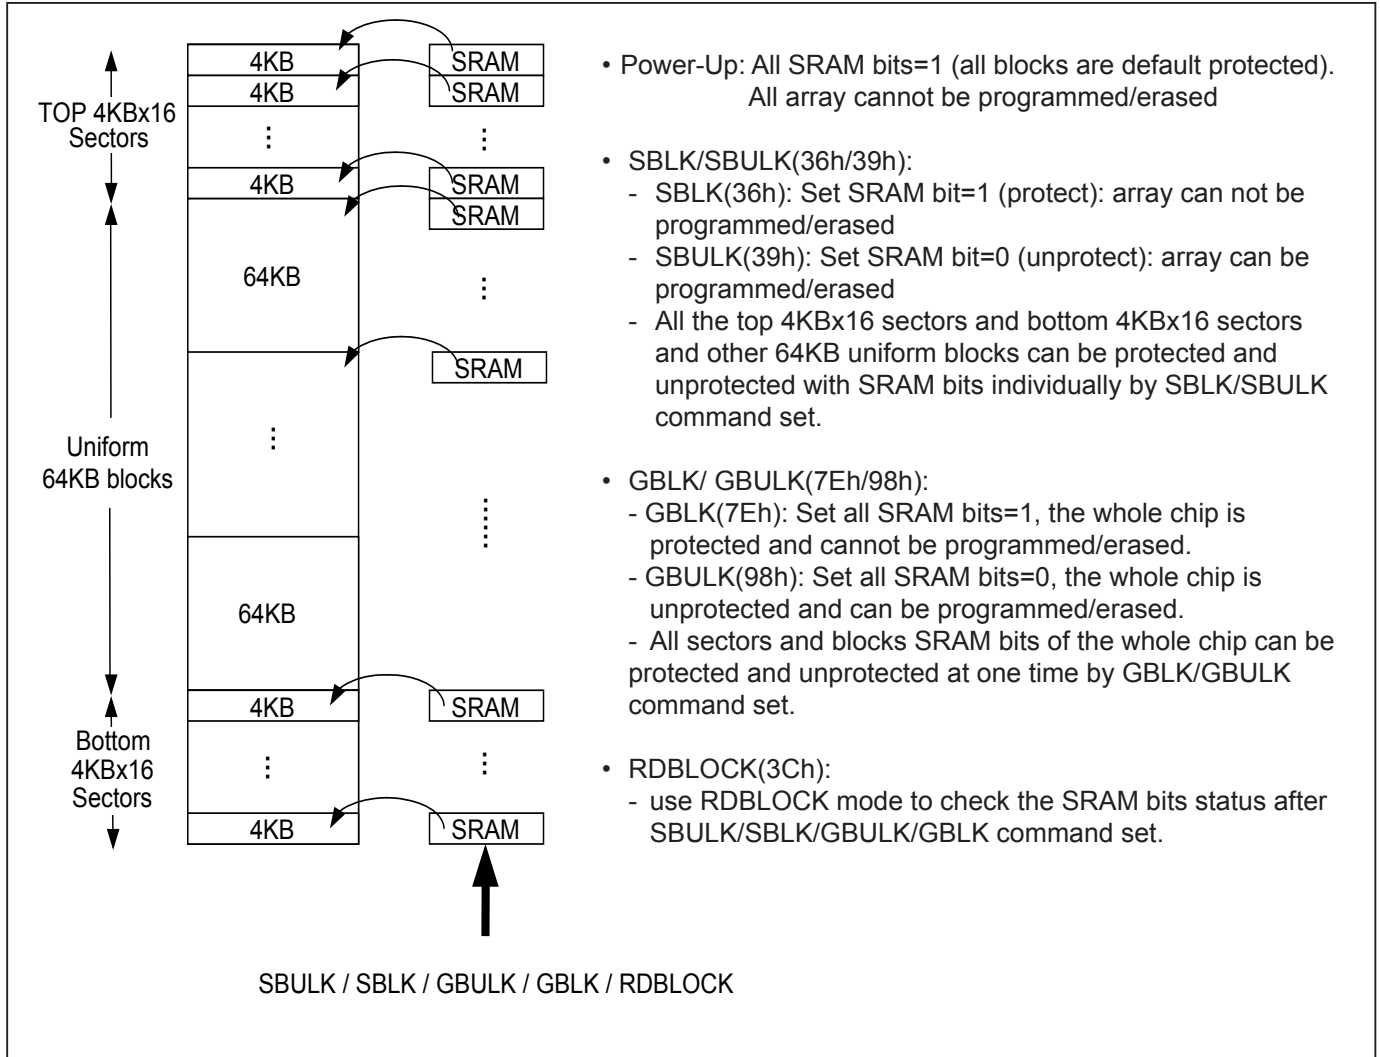 4KB
SRAM
4KB
SRAM
TOP 4KBx16
Sectors
4KB
SRAM
SRAM
64KB
SRAM
Uniform
64KB blocks
64KB
4KB
SRAM
Bottom
4KBx16
Sectors
4KB
SRAM
SBULK / SBLK / GBULK / GBLK / RDBLOCK
• Power-Up: All SRAM bits=1 (all blocks are default protected).
All array cannot be programmed/erased
• SBLK/SBULK(36h/39h):
- SBLK(36h): Set SRAM bit=1 (protect): array can not be
programmed/erased
- SBULK(39h): Set SRAM bit=0 (unprotect): array can be
programmed/erased
- All the top 4KBx16 sectors and bottom 4KBx16 sectors
and other 64KB uniform blocks can be protected and
unprotected with SRAM bits individually by SBLK/SBULK
command set.
• GBLK/ GBULK(7Eh/98h):
- GBLK(7Eh): Set all SRAM bits=1, the whole chip is
protected and cannot be programmed/erased.
- GBULK(98h): Set all SRAM bits=0, the whole chip is
unprotected and can be programmed/erased.
- All sectors and blocks SRAM bits of the whole chip can be
protected and unprotected at one time by GBLK/GBULK
command set.
• RDBLOCK(3Ch):
- use RDBLOCK mode to check the SRAM bits status after
SBULK/SBLK/GBULK/GBLK command set.